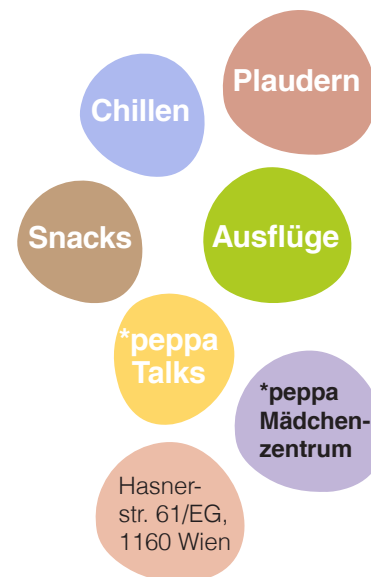 Plaudern
Chillen
Snacks
Ausflüge
*peppa
Talks
*peppa
Mädchen-
zentrum
Hasner-
str. 61/EG,
1160 Wien